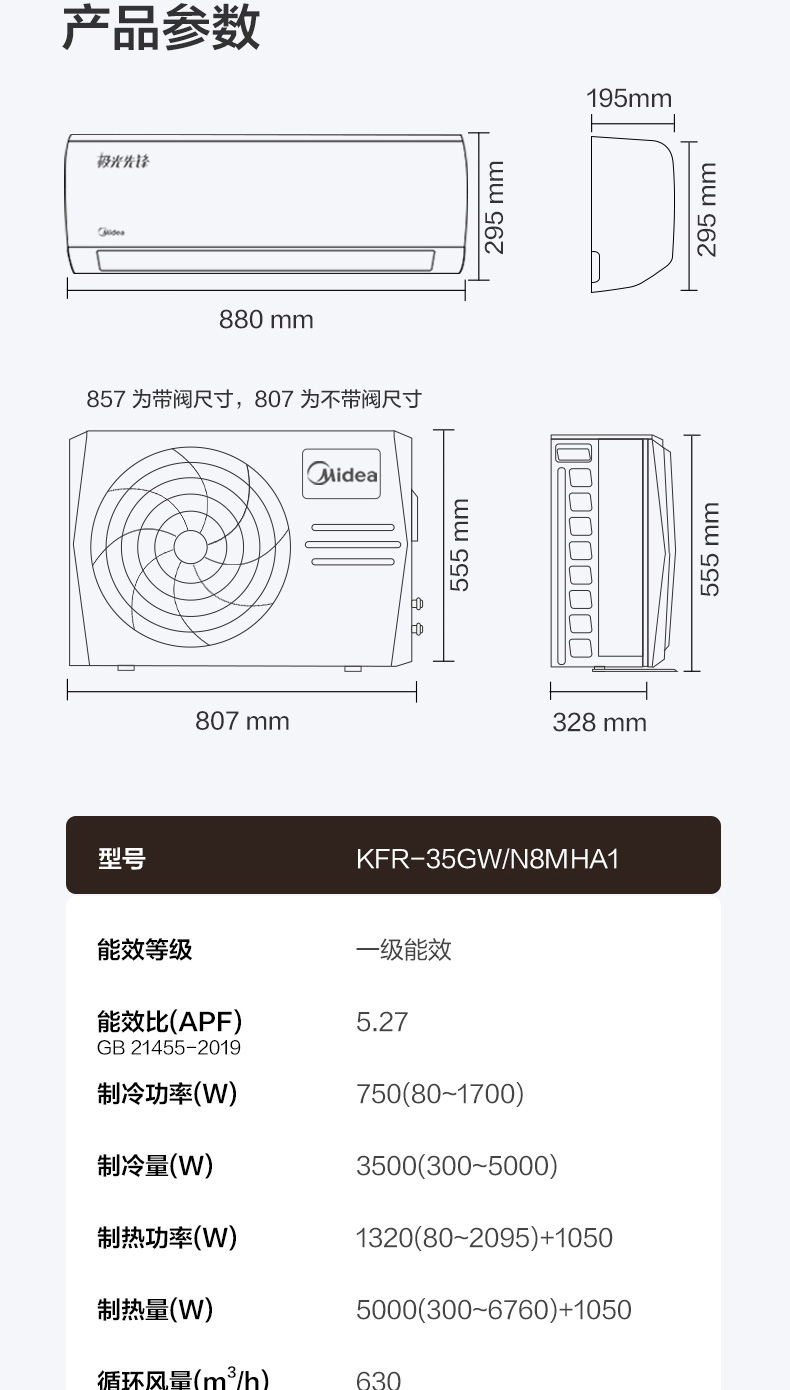 产品参数
195mm
极光先锋
Midea
295 mm
295 mm
880 mm
857 为带阀尺寸，807 为不带阀尺寸
Midea
555 mm
555 mm
807 mm
328 mm
型号 KFR-35GW/N8MHA1
能效等级 一级能效
能效比(APF) 5.27
GB 21455-2019
制冷功率(W) 750(80~1700)
制冷量(W) 3500(300~5000)
制热功率(W) 1320(80~2095)+1050
制热量(W) 5000(300~6760)+1050
循环风量(m³/h) 630